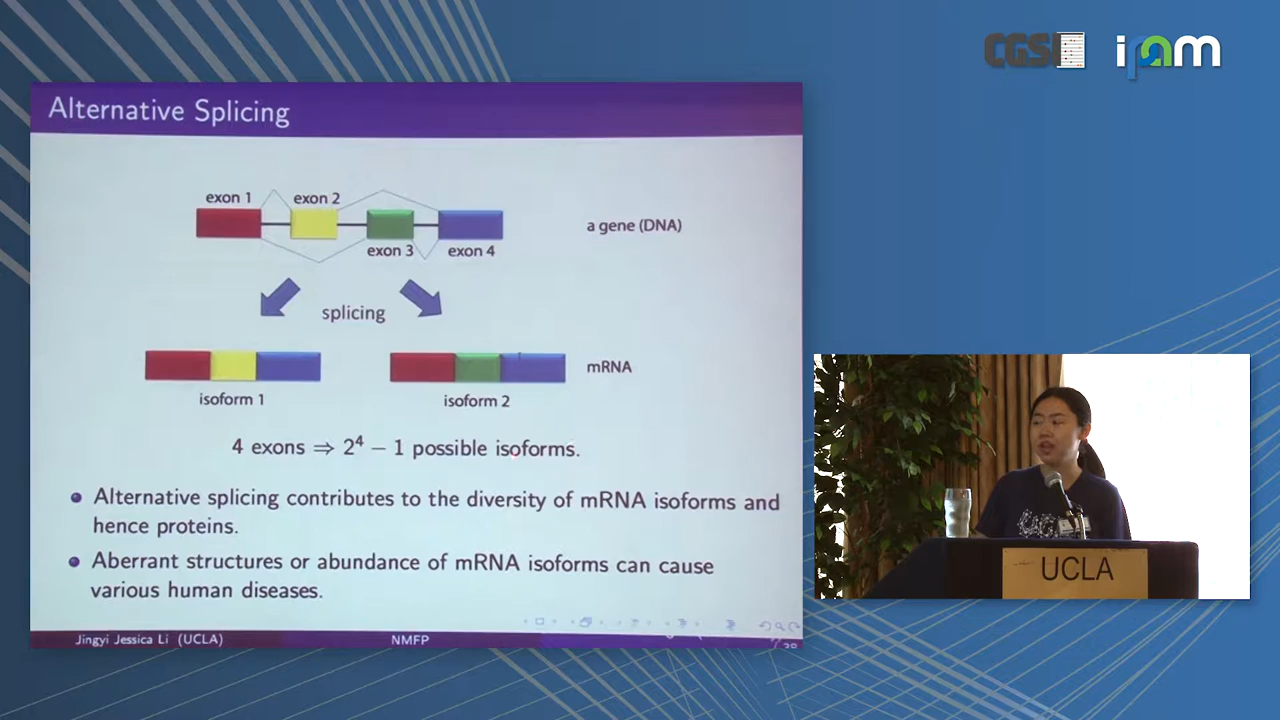 CGSI
ipam
Alternative Splicing
exon 1
exon 2
a gene (DNA)
exon 3
exon 4
splicing
mRNA
isoform 1
isoform 2
4 exons ⇒ 2⁴ − 1 possible isoforms.
Alternative splicing contributes to the diversity of mRNA isoforms and
hence proteins.
Aberrant structures or abundance of mRNA isoforms can cause
various human diseases.
Jingyi Jessica Li (UCLA)
NMFP
UCLA